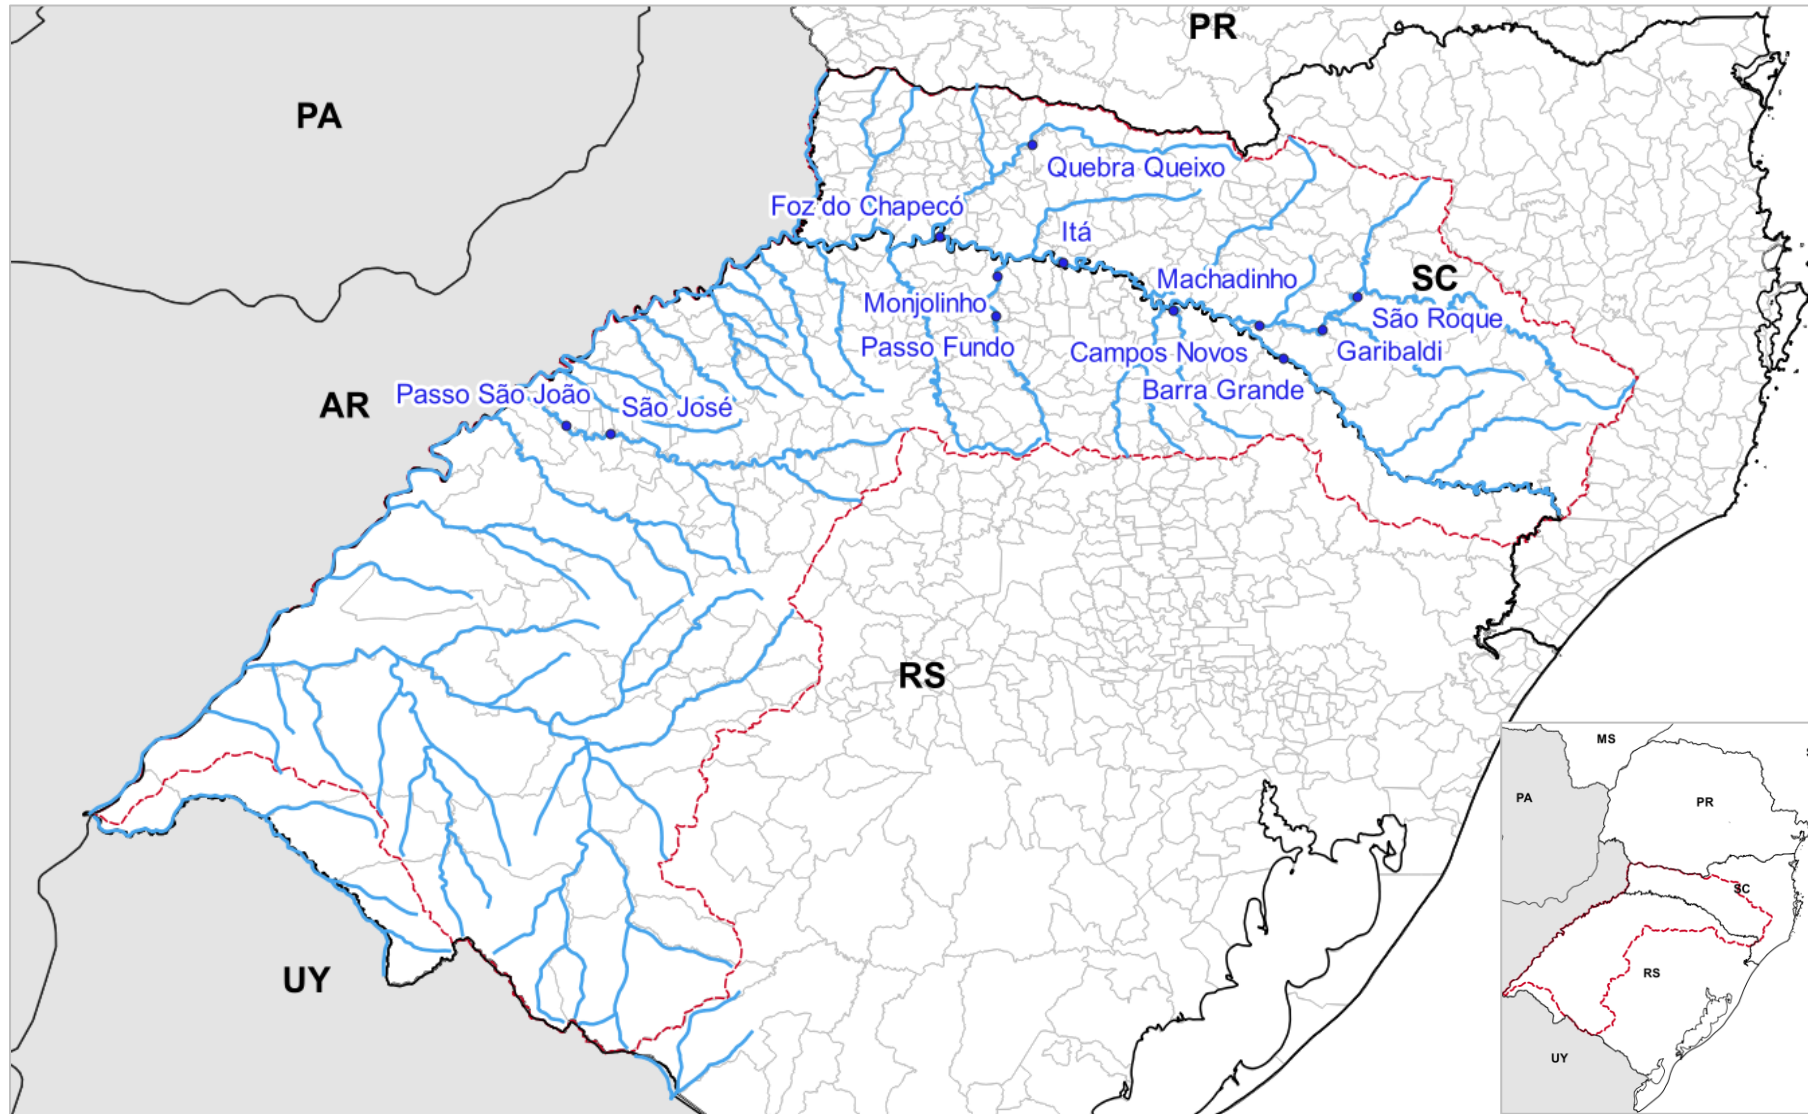 PR
PA
Quebra Queixo
Foz do Chapecó
Itá
Machadinho
SC
Monjolinho
São Roque
Passo Fundo
Campos Novos
Garibaldi
Barra Grande
Passo São João
São José
AR
RS
UY
MS
S
PA
PR
SC
RS
UY